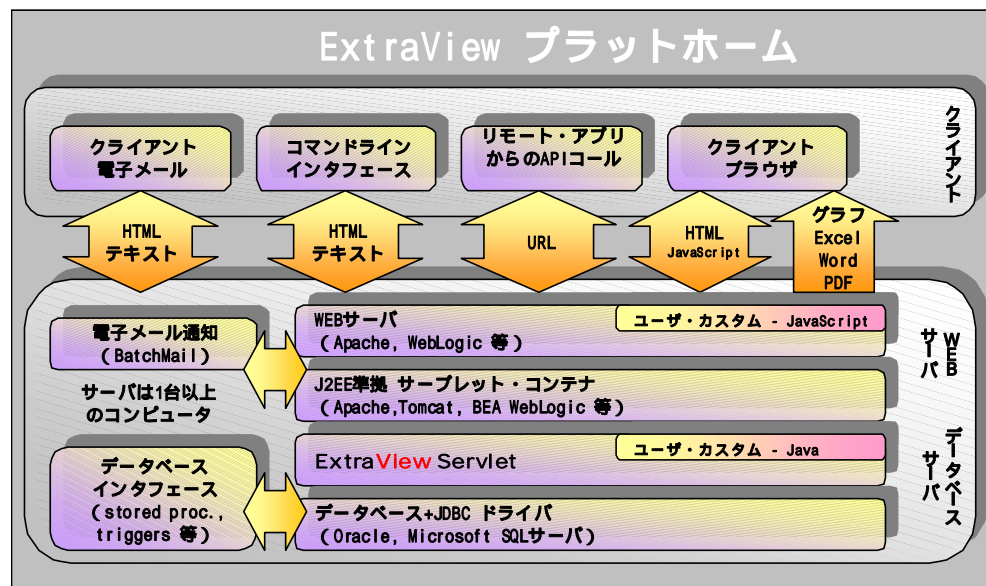 ExtraView プラットホーム
クライアント
電子メール
コマンドライン
インタフェース
リモート・アプリ
からのAPIコール
クライアント
ブラウザ
クライアント
HTML
テキスト
HTML
テキスト
URL
HTML
JavaScript
グラフ
Excel
Word
PDF
電子メール通知
(BatchMail)
サーバは1台以上
のコンピュータ
データベース
インタフェース
(stored proc.,
triggers 等)
WEBサーバ
(Apache, WebLogic 等)
ユーザ・カスタム - JavaScript
J2EE準拠 サーブレット・コンテナ
(Apache,Tomcat, BEA WebLogic 等)
ExtraView Servlet
ユーザ・カスタム - Java
データベース+JDBC ドライバ
(Oracle, Microsoft SQLサーバ)
WEB
サーバ
データベース
サーバ